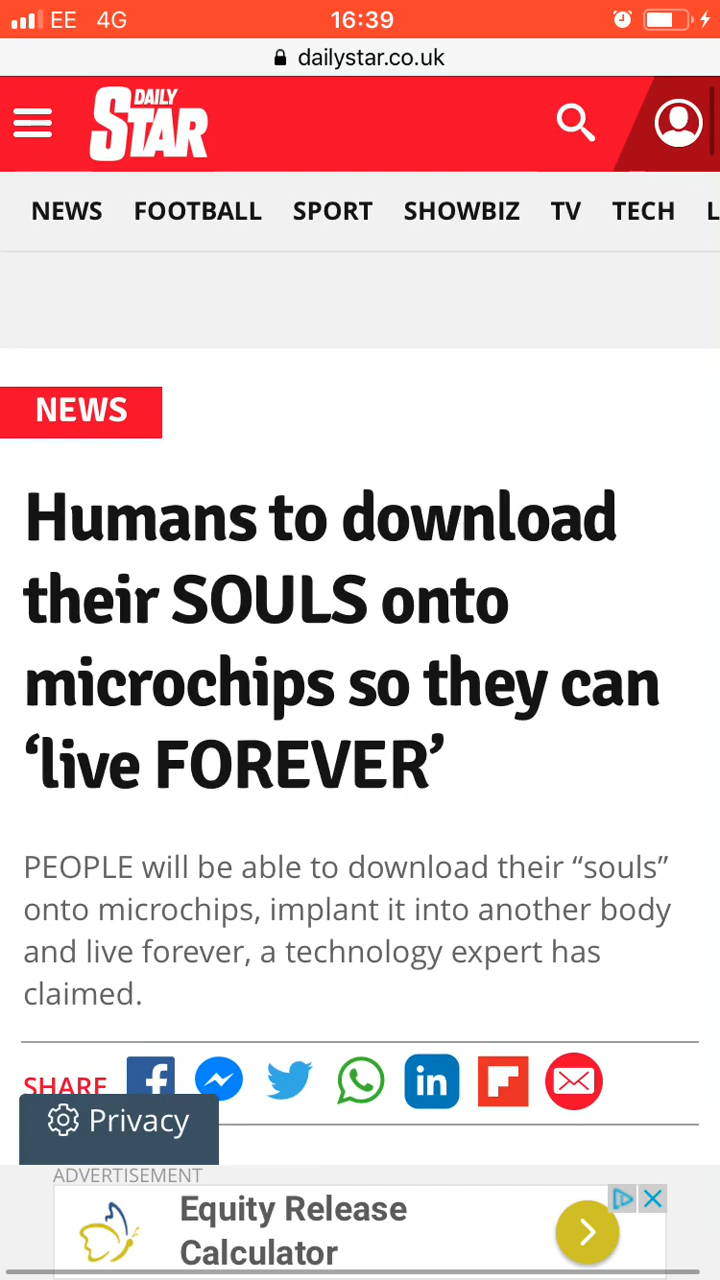 EE 4G 16:39
dailystar.co.uk
DAILY
STAR
NEWS FOOTBALL SPORT SHOWBIZ TV TECH L
NEWS
Humans to download
their SOULS onto
microchips so they can
‘live FOREVER’
PEOPLE will be able to download their “souls”
onto microchips, implant it into another body
and live forever, a technology expert has
claimed.
SHARE
Privacy
ADVERTISEMENT
Equity Release
Calculator